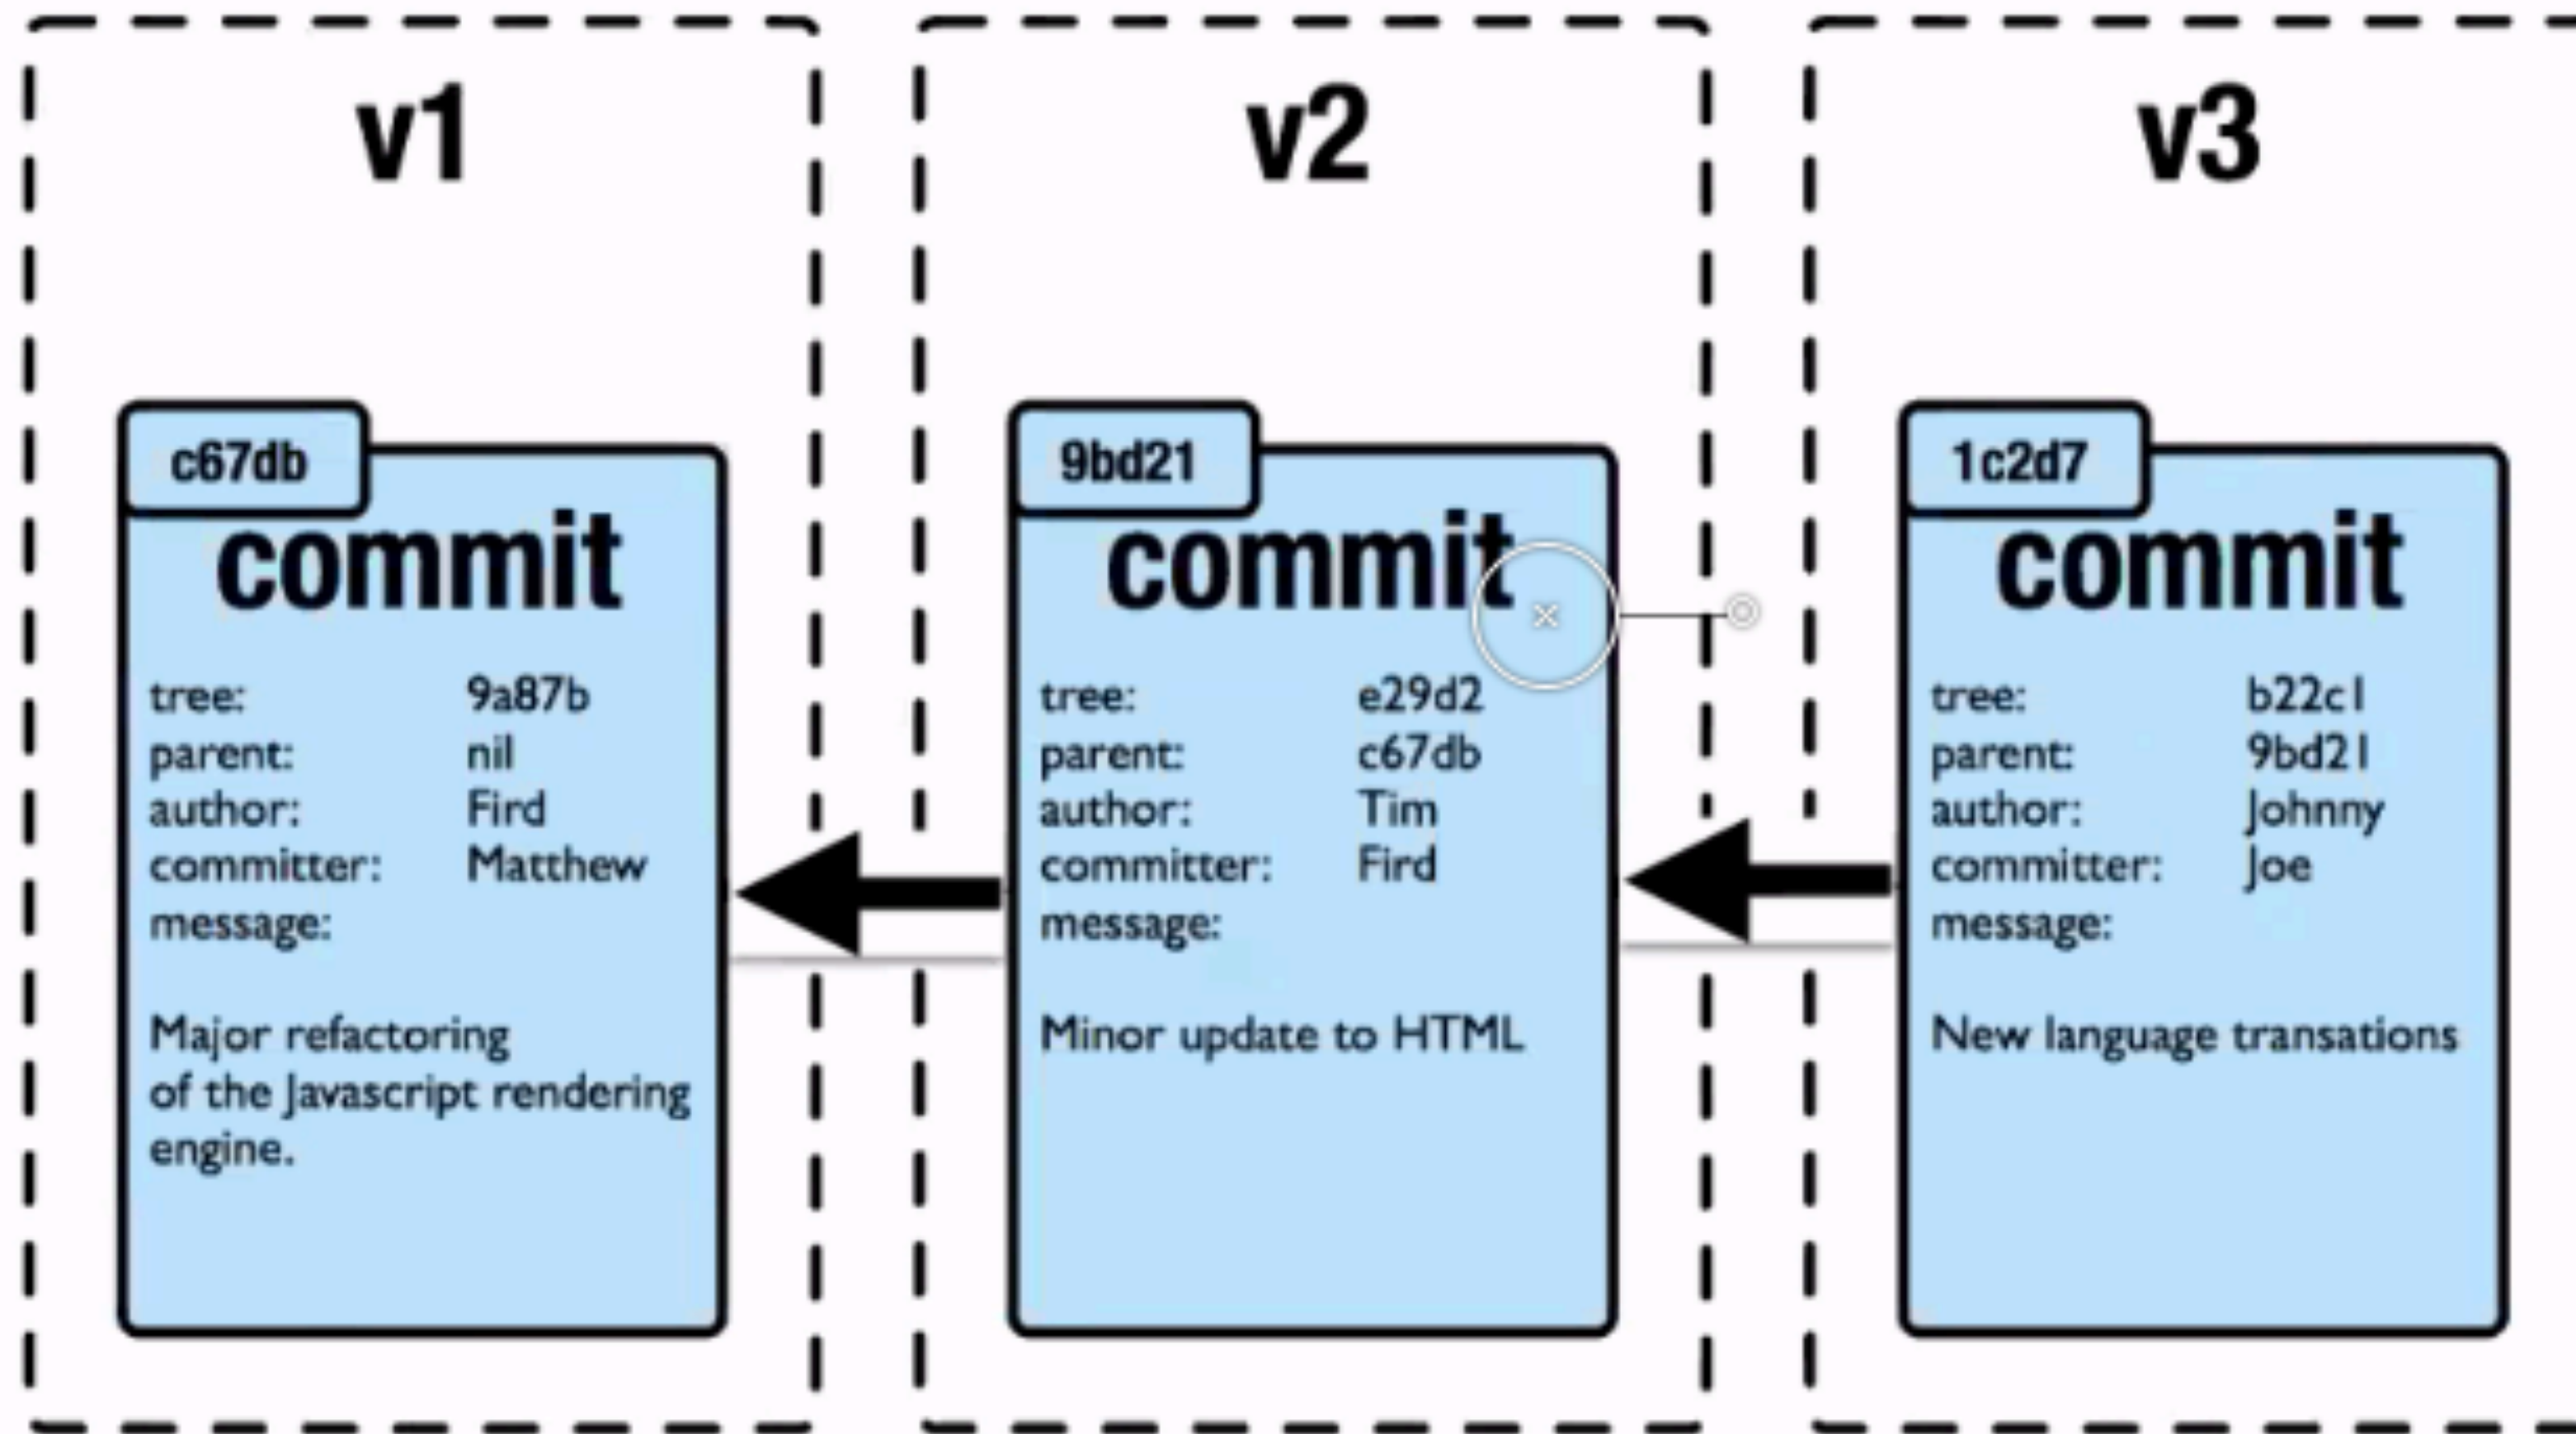 v1
c67db
commit
tree: 9a87b
parent: nil
author: Fird
committer: Matthew
message:
Major refactoring
of the Javascript rendering
engine.
v2
9bd21
commit
tree: e29d2
parent: c67db
author: Tim
committer: Fird
message:
Minor update to HTML
v3
1c2d7
commit
tree: b22c1
parent: 9bd21
author: Johnny
committer: Joe
message:
New language transations